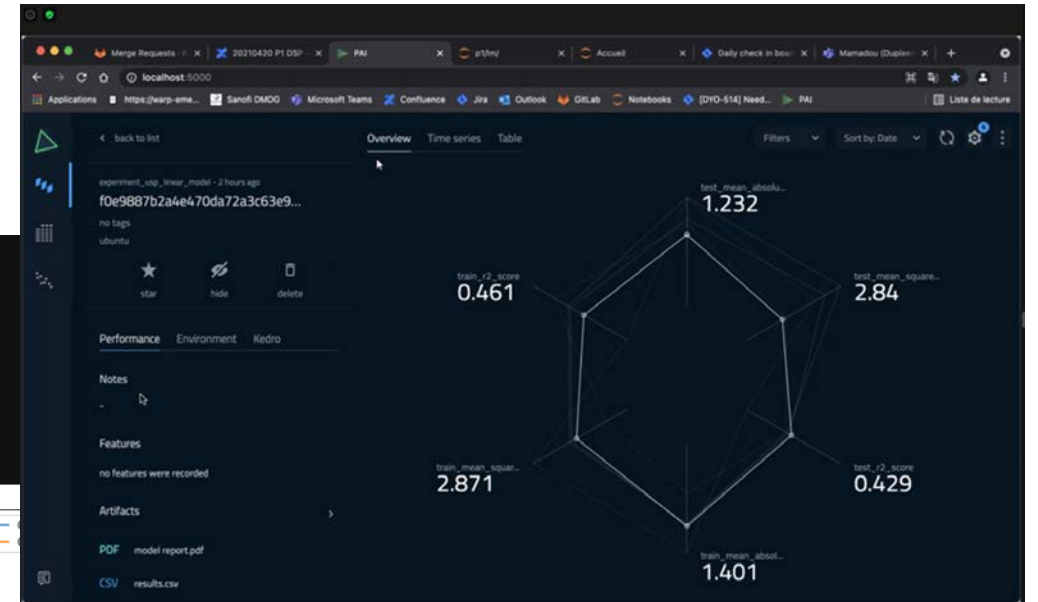 Merge Requests
20210420 P1 DSP
PAI
p1/lm/
Accueil
Daily check in boa
Mamadou (Duplex
localhost:5000
Applications
https://warp-eme...
Sanofi DMDG
Microsoft Teams
Confluence
Jira
Outlook
GitLab
Notebooks
[DYO-514] Need...
PAI
Liste de lecture
back to list
Overview Time series Table
Filters
Sort by: Date
experiment_usp_linear_model - 2 hours ago
f0e9887b2a4e470da72a3c63e9...
no tags
ubuntu
star hide delete
Performance Environment Kedro
Notes
-
Features
no features were recorded
Artifacts
PDF model report.pdf
CSV results.csv
test_mean_absolu...
1.232
train_r2_score
0.461
test_mean_square...
2.84
train_mean_squar...
2.871
test_r2_score
0.429
train_mean_absol...
1.401